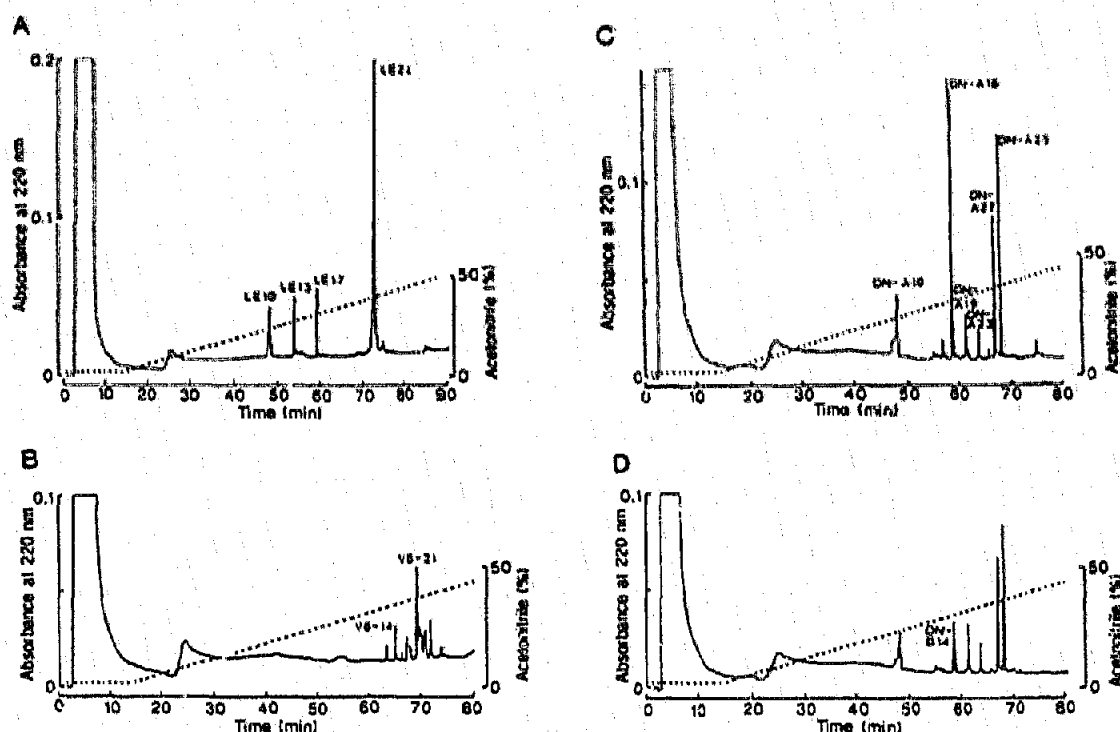 A
0.2
0.1
0
Absorbance at 220 nm
LE10
LE13
LE17
LE21
50
0
Acetonitrile (%)
0 10 20 30 40 50 60 70 80 90
Time (min)
C
0.1
0
Absorbance at 220 nm
DN-A10
DN-
DN-
DN-
50
0
Acetonitrile (%)
0 10 20 30 40 50 60 70 80
Time (min)
B
0.1
0
Absorbance at 220 nm
V8-14
V8-21
50
0
Acetonitrile (%)
0 10 20 30 40 50 60 70 80
Time (min)
D
0.1
0
Absorbance at 220 nm
DN-
50
0
Acetonitrile (%)
0 10 20 30 40 50 60 70 80
Time (min)